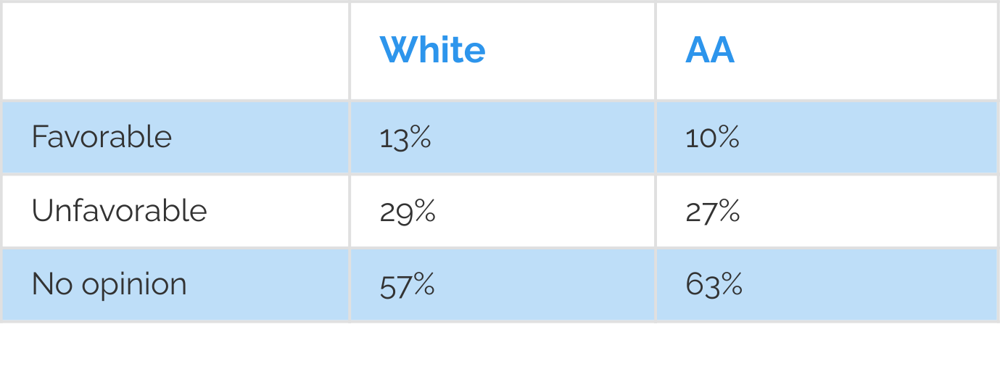 White AA
Favorable 13% 10%
Unfavorable 29% 27%
No opinion 57% 63%